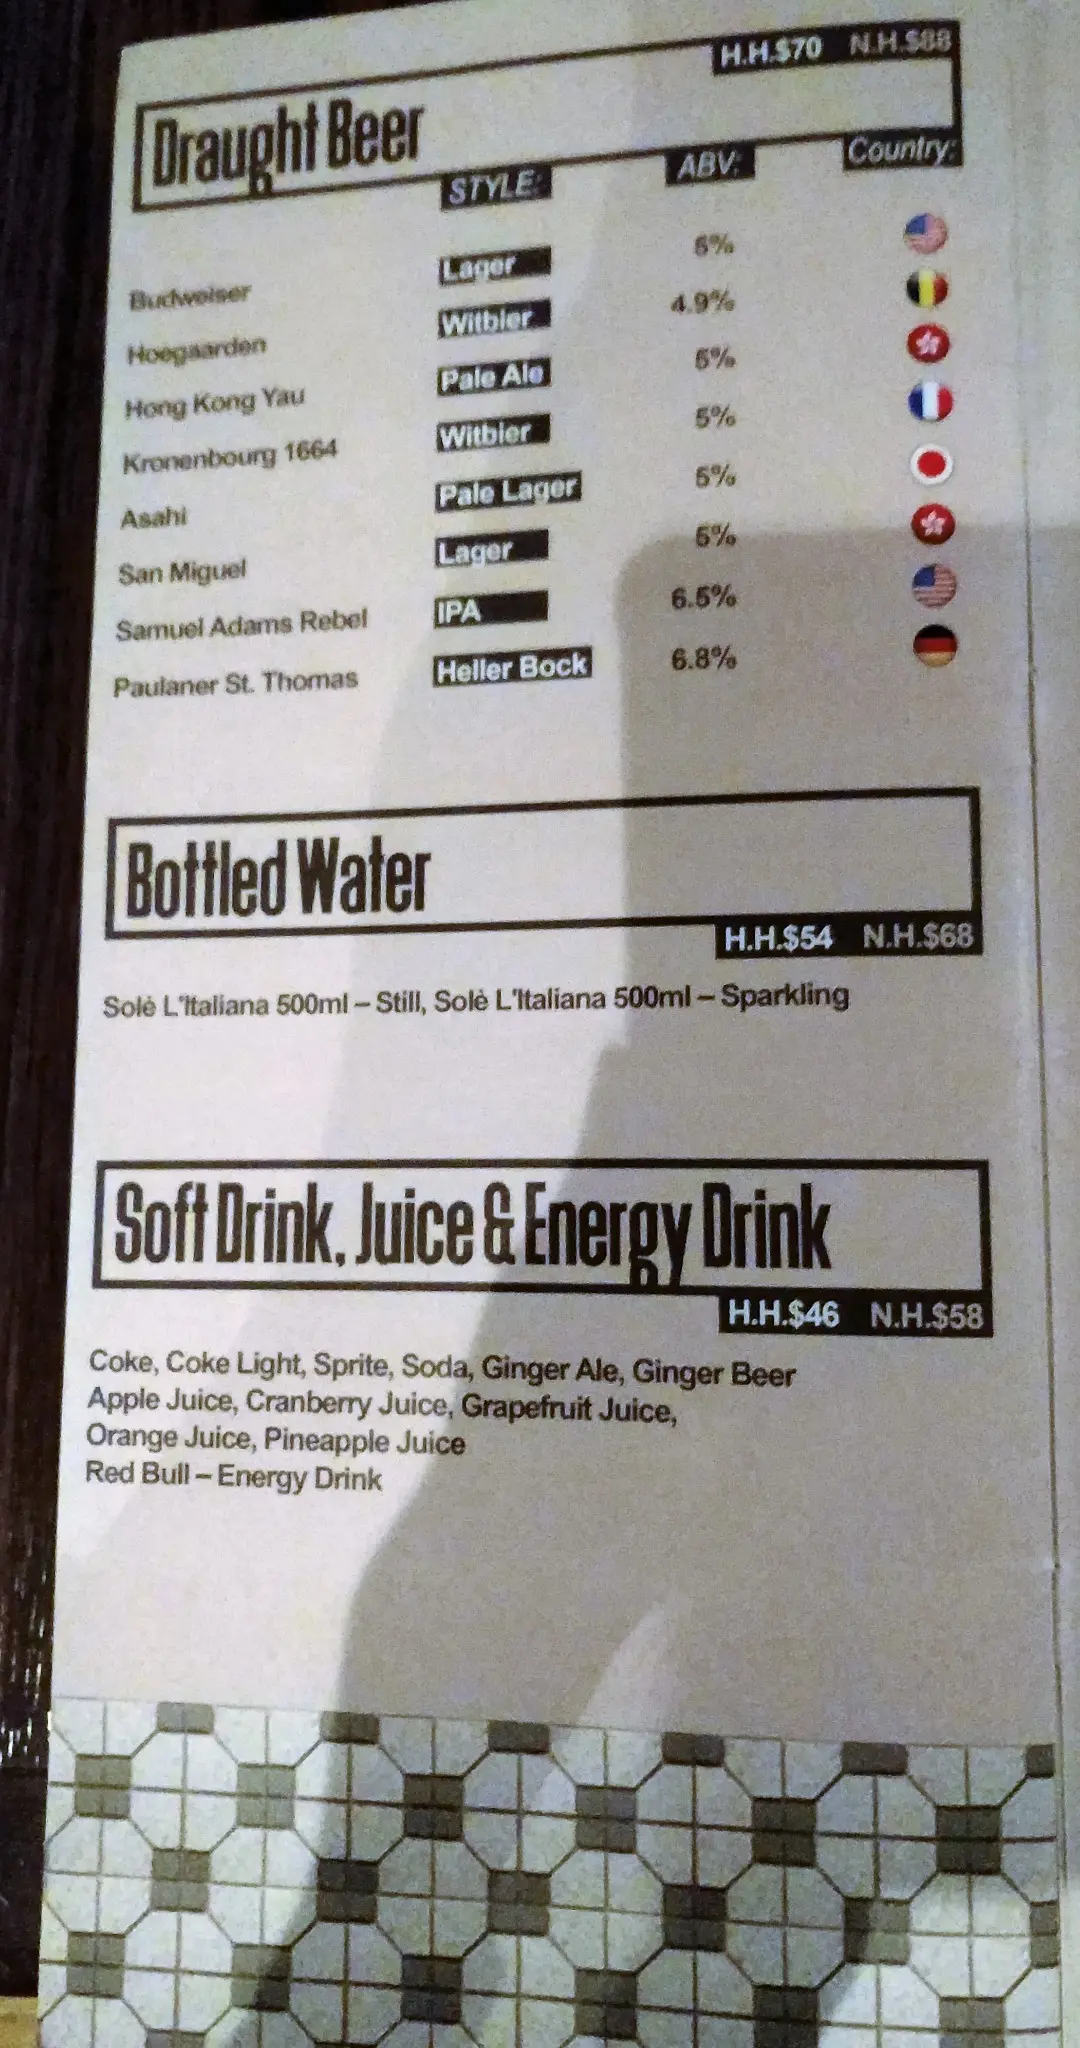 H.H.$70 N.H.$88
Draught Beer
STYLE: ABV: Country:
Budweiser Lager 5%
Hoegaarden Witbier 4.9%
Hong Kong Yau Pale Ale 5%
Kronenbourg 1664 Witbier 5%
Asahi Pale Lager 5%
San Miguel Lager 5%
Samuel Adams Rebel IPA 6.5%
Paulaner St. Thomas Heller Bock 6.8%
Bottled Water
H.H.$54 N.H.$68
Solè L'Italiana 500ml – Still, Solè L'Italiana 500ml – Sparkling
Soft Drink, Juice & Energy Drink
H.H.$46 N.H.$58
Coke, Coke Light, Sprite, Soda, Ginger Ale, Ginger Beer
Apple Juice, Cranberry Juice, Grapefruit Juice,
Orange Juice, Pineapple Juice
Red Bull – Energy Drink